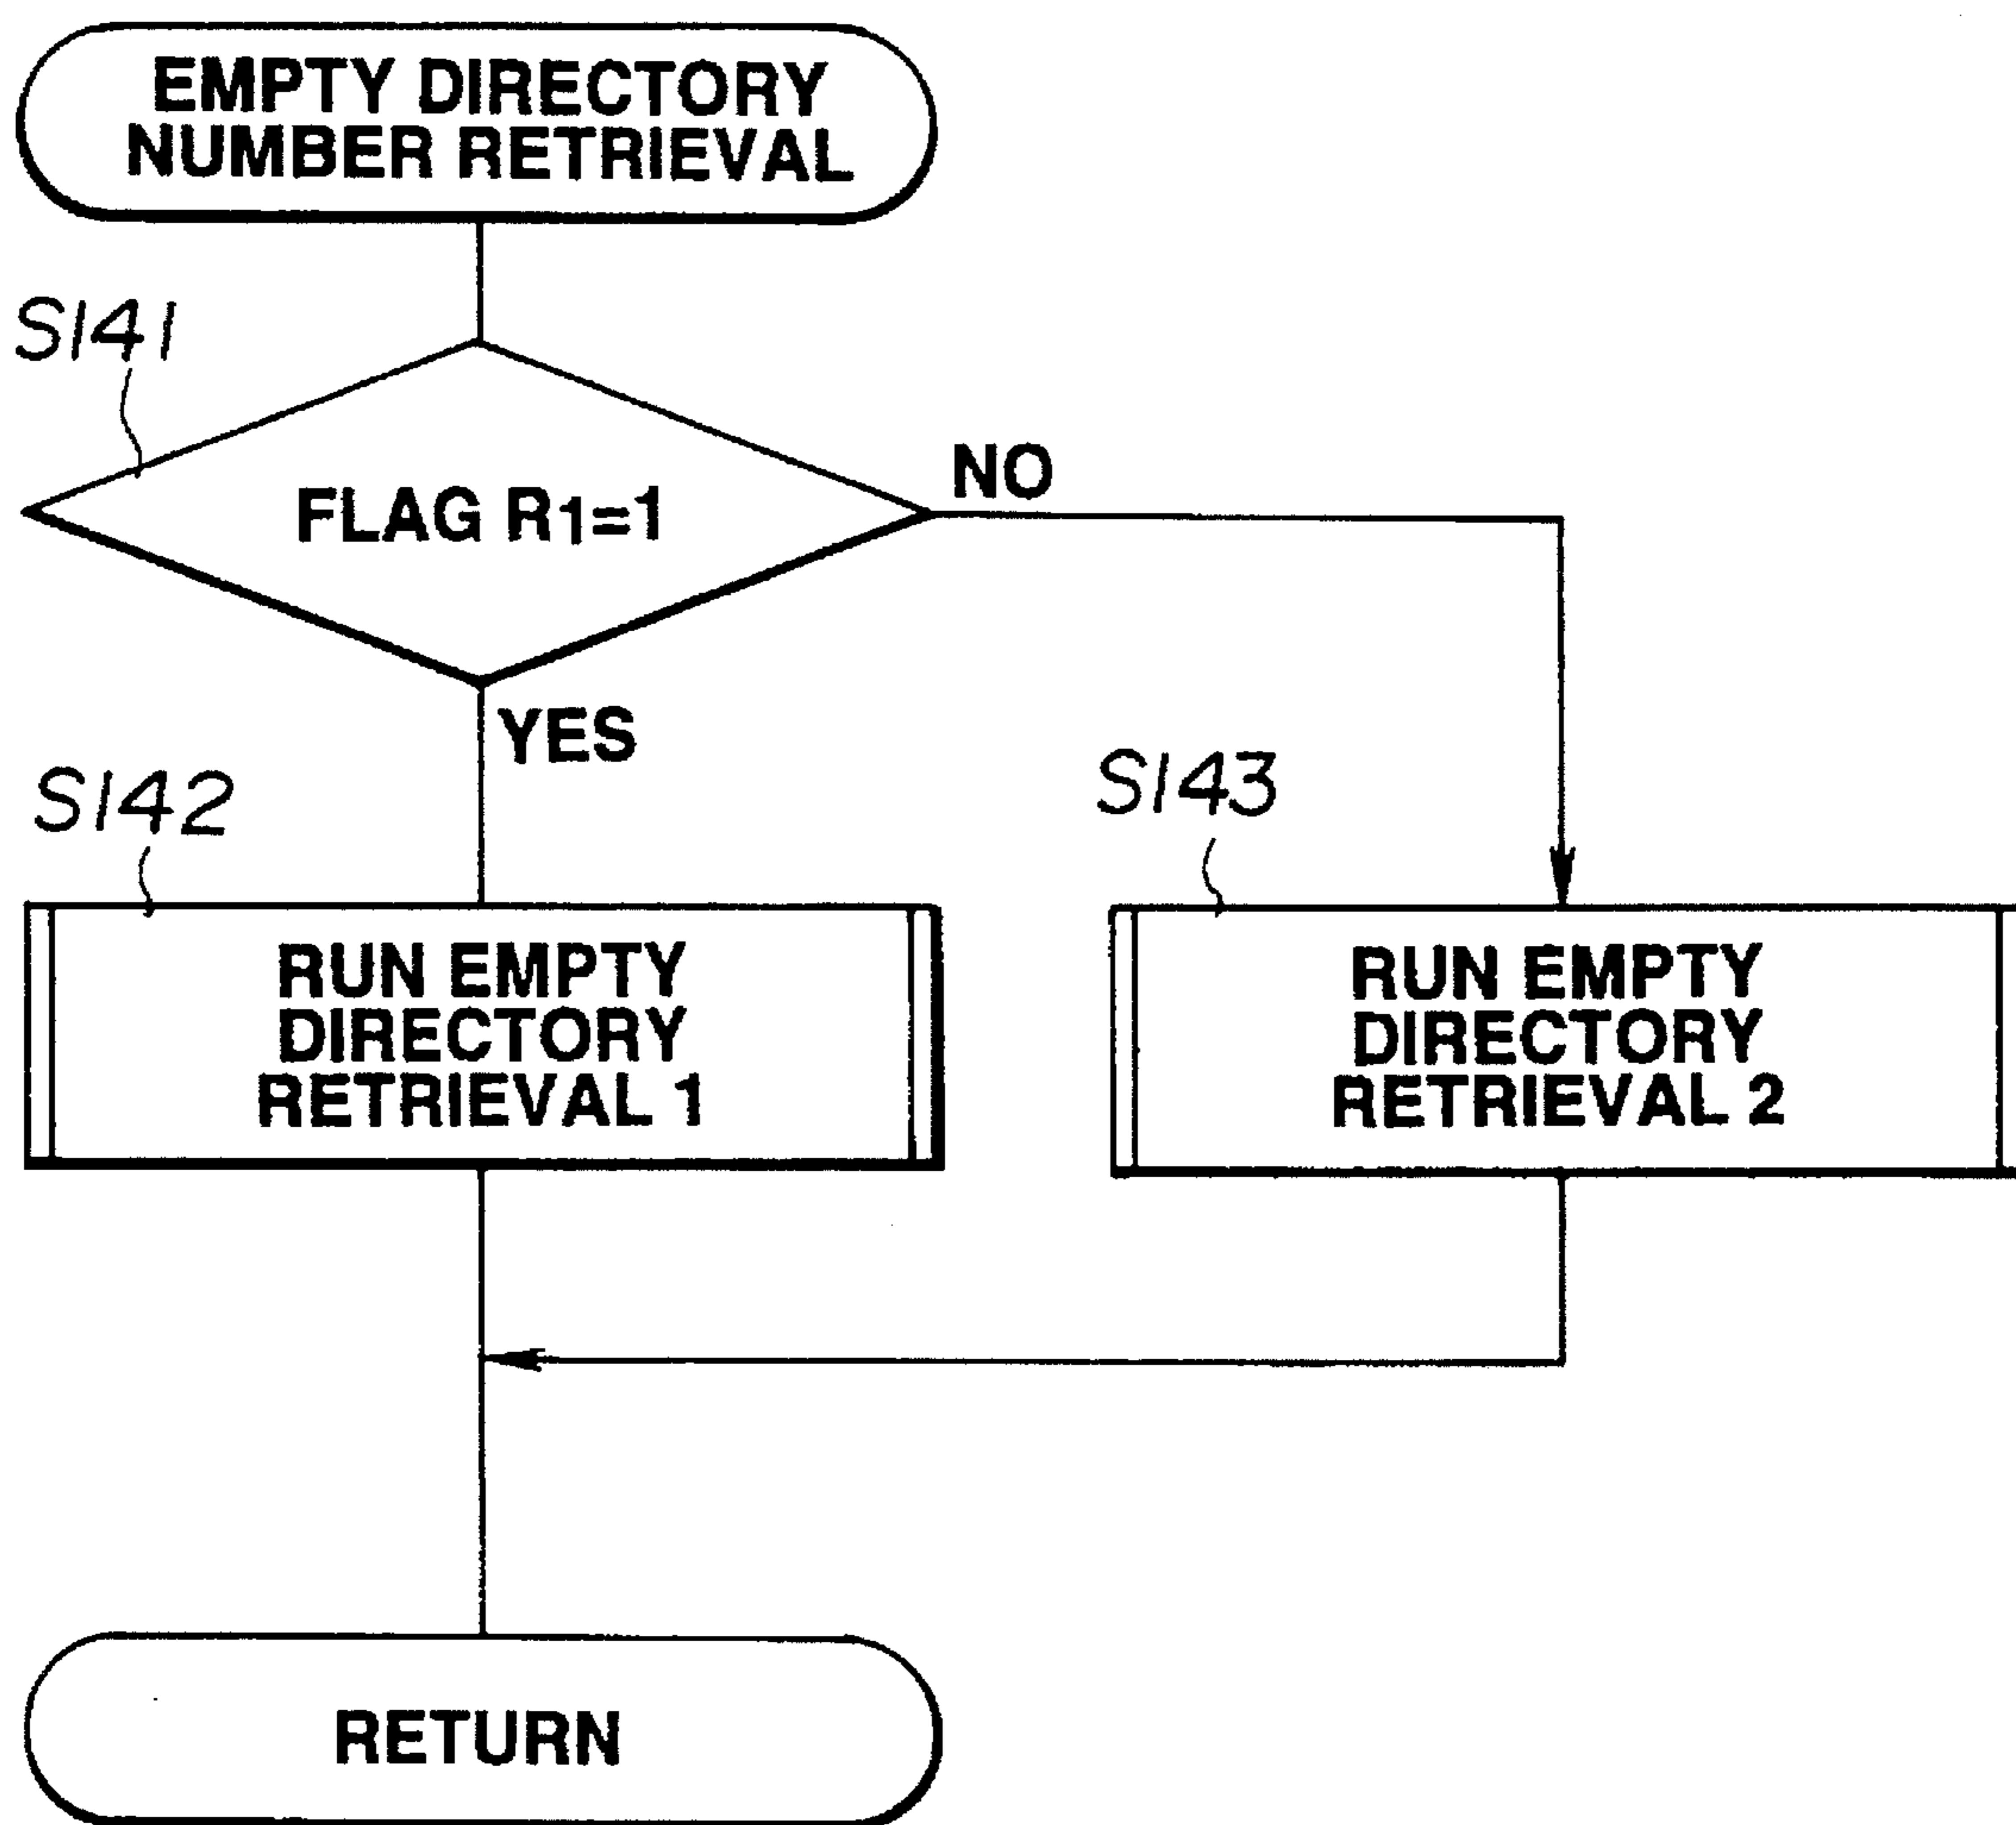 EMPTY DIRECTORY
NUMBER RETRIEVAL
S141
FLAG R1=1
NO
YES
S142
S143
RUN EMPTY
DIRECTORY
RETRIEVAL 1
RUN EMPTY
DIRECTORY
RETRIEVAL 2
RETURN